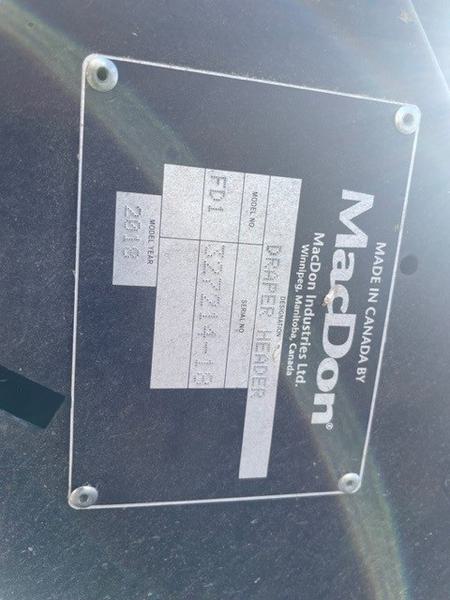 MADE IN CANADA BY
MacDon®
MacDon Industries Ltd.
Winnipeg, Manitoba, Canada
DESIGNATION
DRAPER HEADER
MODEL NO.
SERIAL NO.
FD1
327214-18
MODEL YEAR
2018